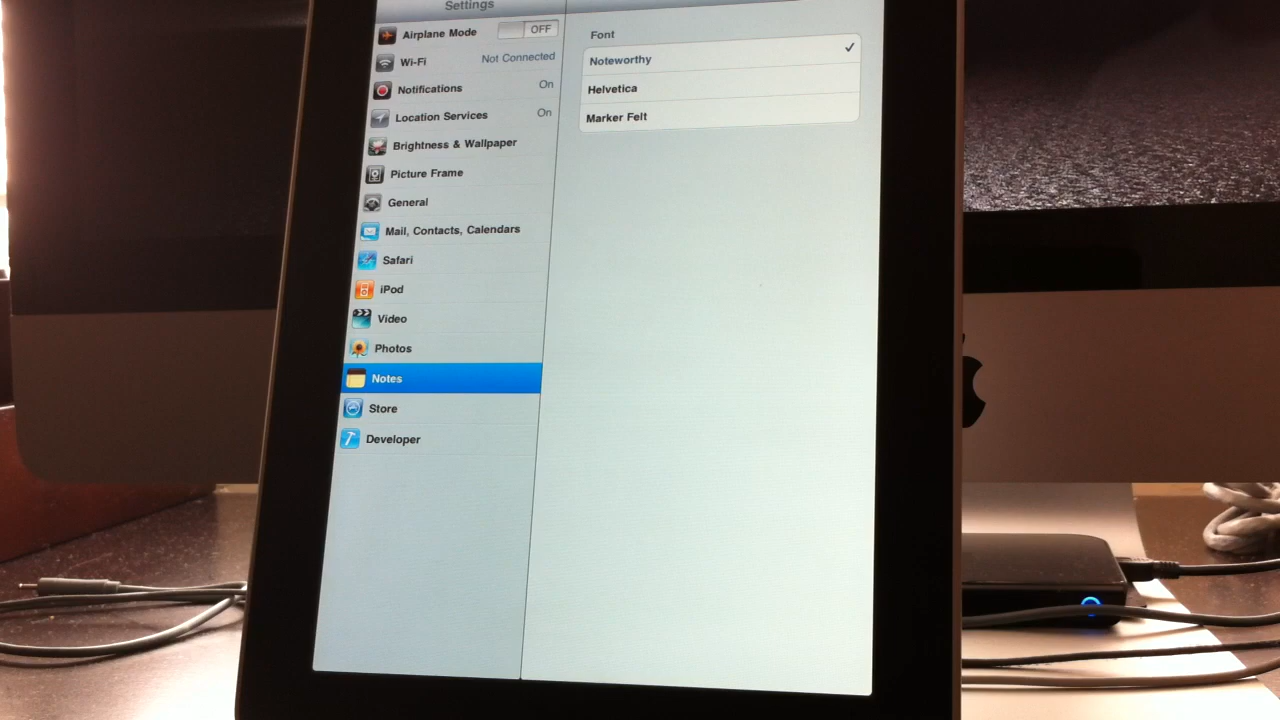 Settings
Airplane Mode OFF
Wi-Fi Not Connected
Notifications On
Location Services On
Brightness & Wallpaper
Picture Frame
General
Mail, Contacts, Calendars
Safari
iPod
Video
Photos
Notes
Store
Developer
Font
Noteworthy
Helvetica
Marker Felt